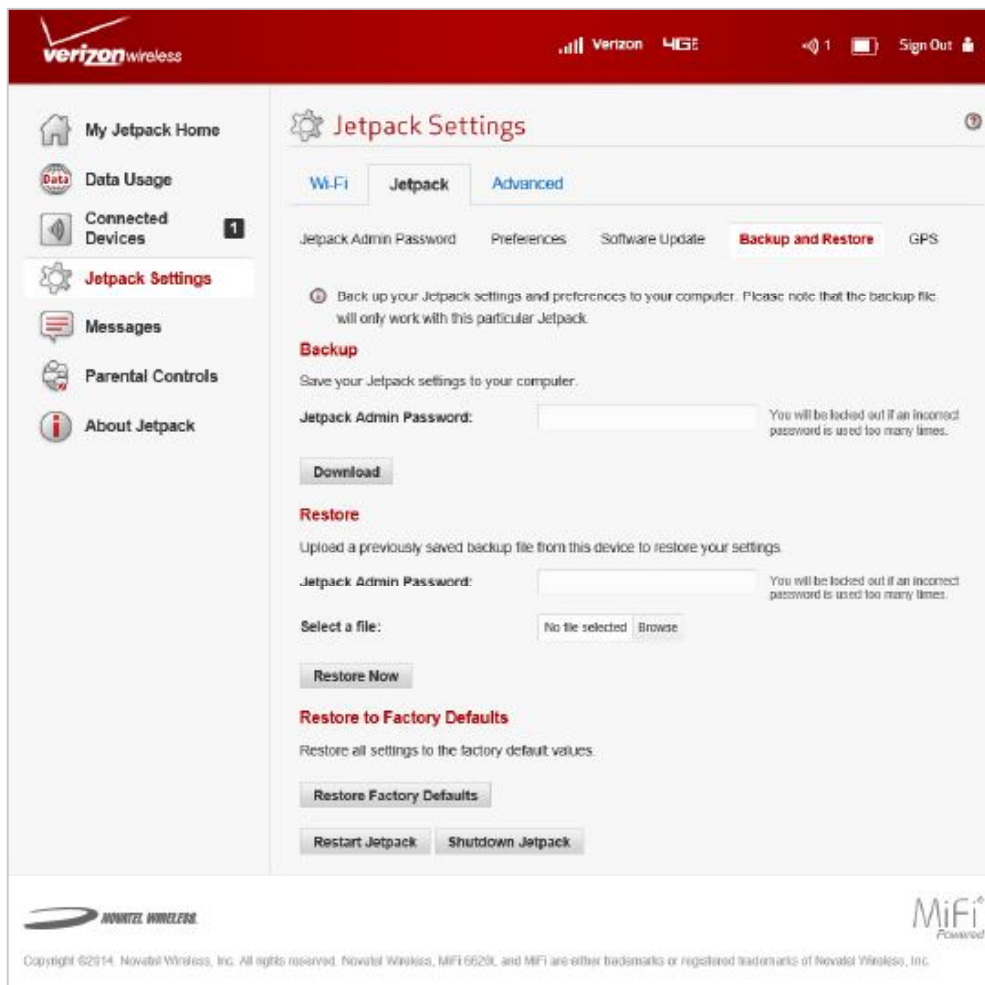 verizonwireless
Verizon 4GLTE
1
Sign Out
My Jetpack Home
Data
Data Usage
Connected
Devices
1
Jetpack Settings
Messages
Parental Controls
About Jetpack
Jetpack Settings
?
Wi-Fi
Jetpack
Advanced
Jetpack Admin Password
Preferences
Software Update
Backup and Restore
GPS
Back up your Jetpack settings and preferences to your computer. Please note that the backup file
will only work with this particular Jetpack.
Backup
Save your Jetpack settings to your computer.
Jetpack Admin Password:
You will be locked out if an incorrect
password is used too many times.
Download
Restore
Upload a previously saved backup file from this device to restore your settings.
Jetpack Admin Password:
You will be locked out if an incorrect
password is used too many times.
Select a file:
No file selected
Browse
Restore Now
Restore to Factory Defaults
Restore all settings to the factory default values.
Restore Factory Defaults
Restart Jetpack
Shutdown Jetpack
NOVATEL WIRELESS.
MiFi®
Powered
Copyright ©2014. Novatel Wireless, Inc. All rights reserved. Novatel Wireless, MiFi 6620L and MiFi are either trademarks or registered trademarks of Novatel Wireless, Inc.